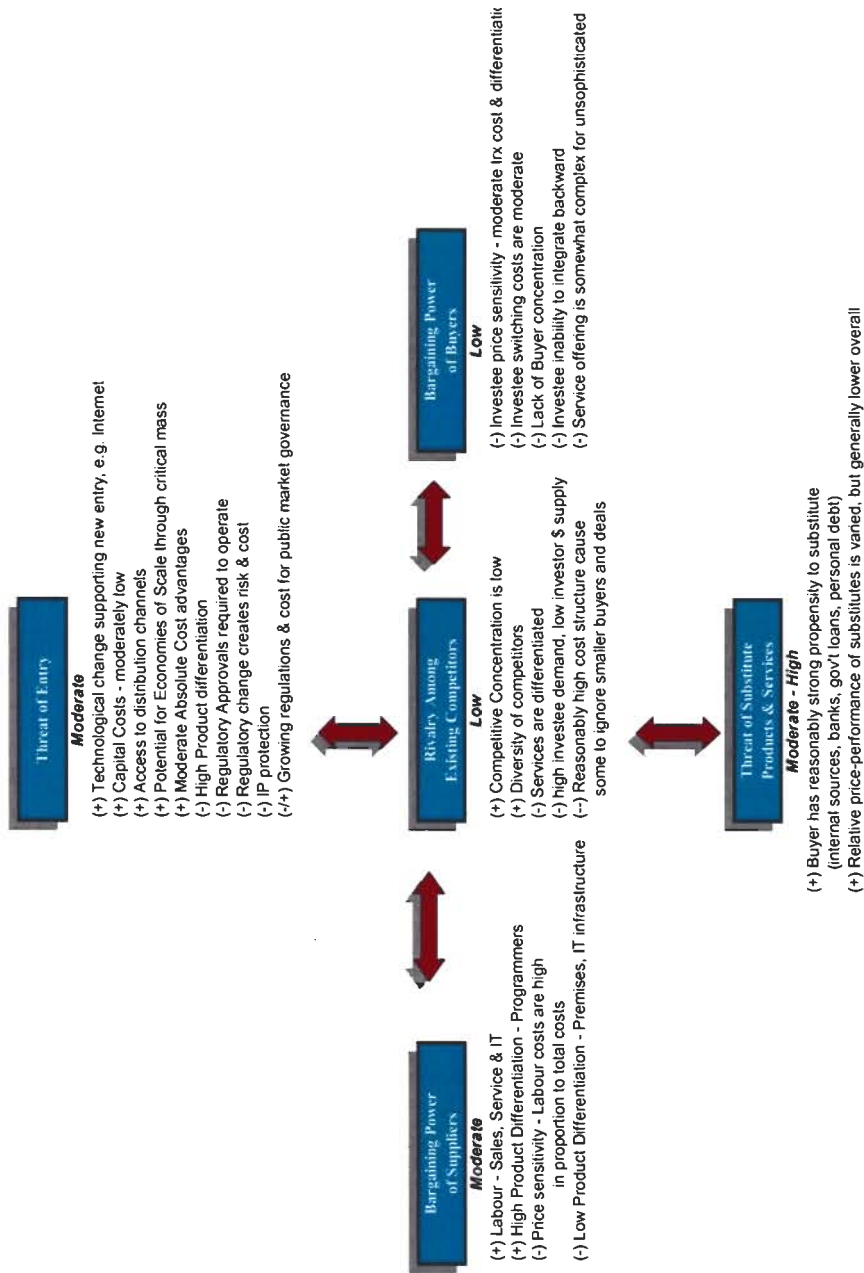 Threat of Entry
Moderate
(+) Technological change supporting new entry, e.g. Internet
(+) Capital Costs - moderately low
(+) Access to distribution channels
(+) Potential for Economies of Scale through critical mass
(+) Moderate Absolute Cost advantages
(-) High Product differentiation
(-) Regulatory Approvals required to operate
(-) Regulatory change creates risk & cost
(-) IP protection
(-/+) Growing regulations & cost for public market governance
Bargaining Power
of Suppliers
Moderate
(+) Labour - Sales, Service & IT
(+) High Product Differentiation - Programmers
(-) Price sensitivity - Labour costs are high
in proportion to total costs
(-) Low Product Differentiation - Premises, IT infrastructure
Rivalry Among
Existing Competitors
Low
(+) Competitive Concentration is low
(+) Diversity of competitors
(-) Services are differentiated
(-) high investee demand, low investor $ supply
(--) Reasonably high cost structure cause
some to ignore smaller buyers and deals
Bargaining Power
of Buyers
Low
(-) Investee price sensitivity - moderate trx cost & differentiatic
(-) Investee switching costs are moderate
(-) Lack of Buyer concentration
(-) Investee inability to integrate backward
(-) Service offering is somewhat complex for unsophisticated
Threat of Substitute
Products & Services
Moderate - High
(+) Buyer has reasonably strong propensity to substitute
(internal sources, banks, gov't loans, personal debt)
(+) Relative price-performance of substitutes is varied, but generally lower overall